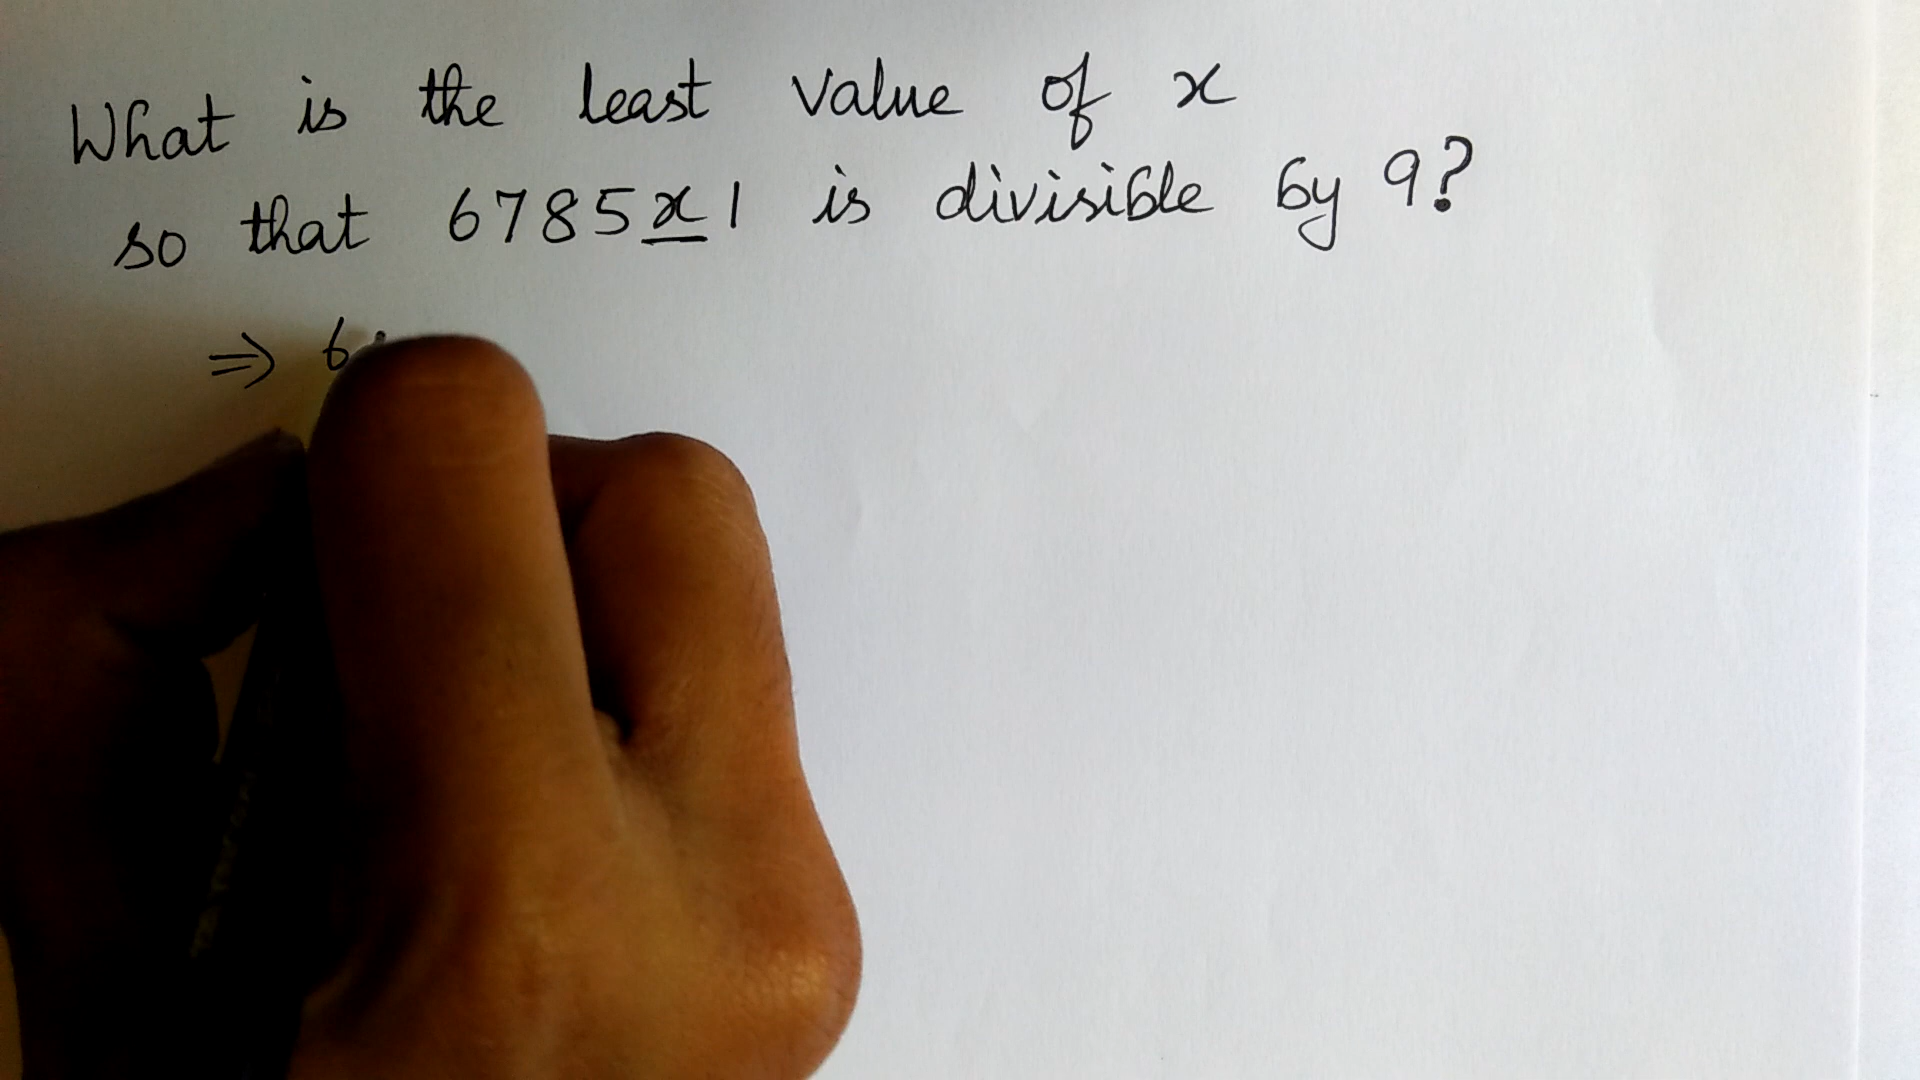 What is the least value of x
so that 6785x1 is divisible by 9?
⇒ 6